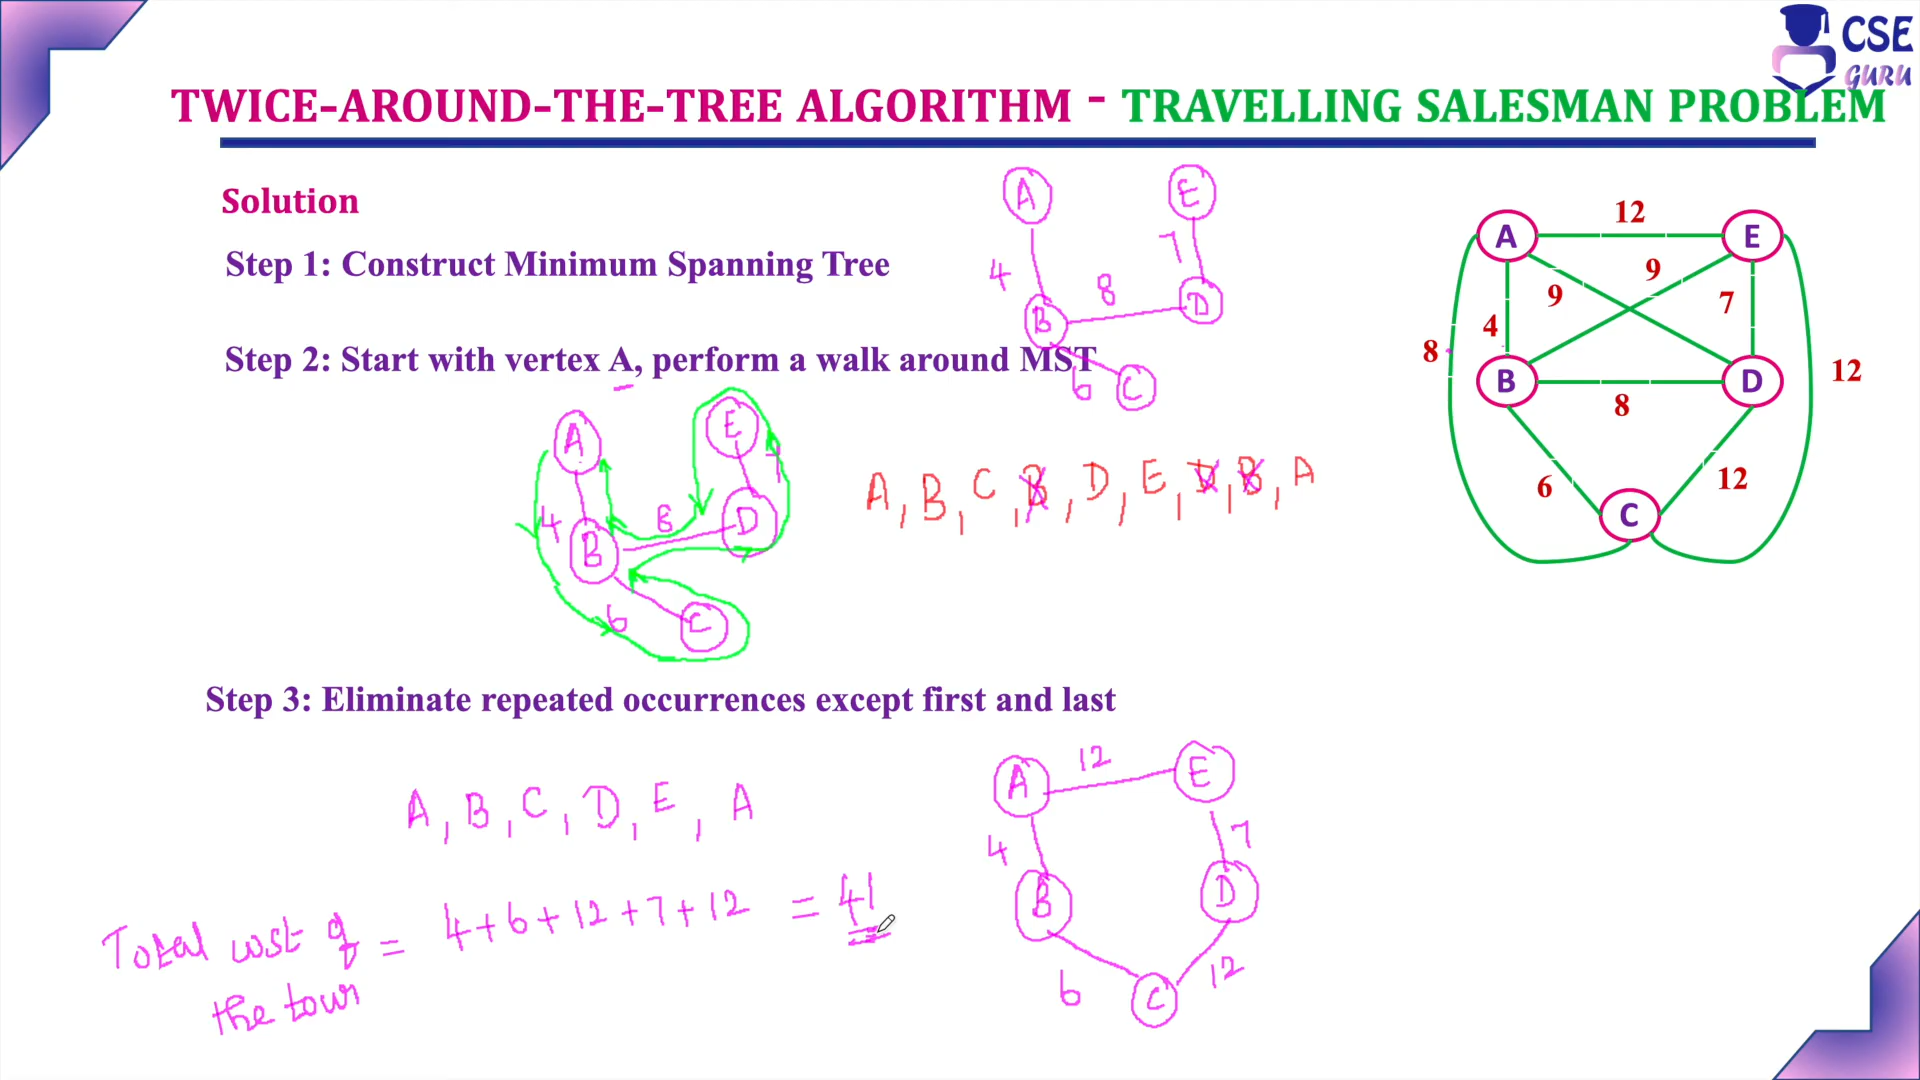 CSE
GURU
TWICE-AROUND-THE-TREE ALGORITHM - TRAVELLING SALESMAN PROBLEM
Solution
Step 1: Construct Minimum Spanning Tree
A E
4 7
B 8 D
6 C
Step 2: Start with vertex A, perform a walk around MST
A E
4 8 7
B D
6 C
A, B, C, B, D, E, D, B, A
12
A E
9
9 7
4
8 12
B D
8
6 12
C
Step 3: Eliminate repeated occurrences except first and last
A, B, C, D, E, A
Total cost of = 4+6+12+7+12 = 41
the tour
12
A E
4 7
B D
6 12
C